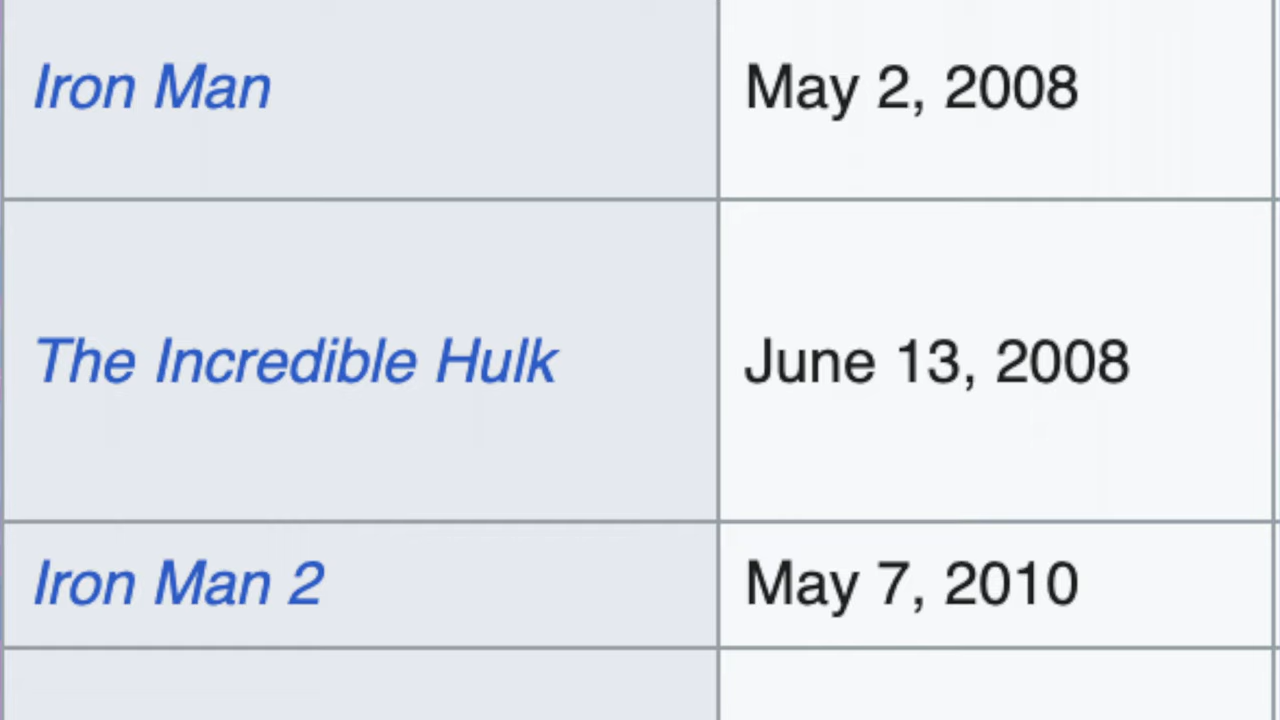 Iron Man
May 2, 2008
The Incredible Hulk
June 13, 2008
Iron Man 2
May 7, 2010